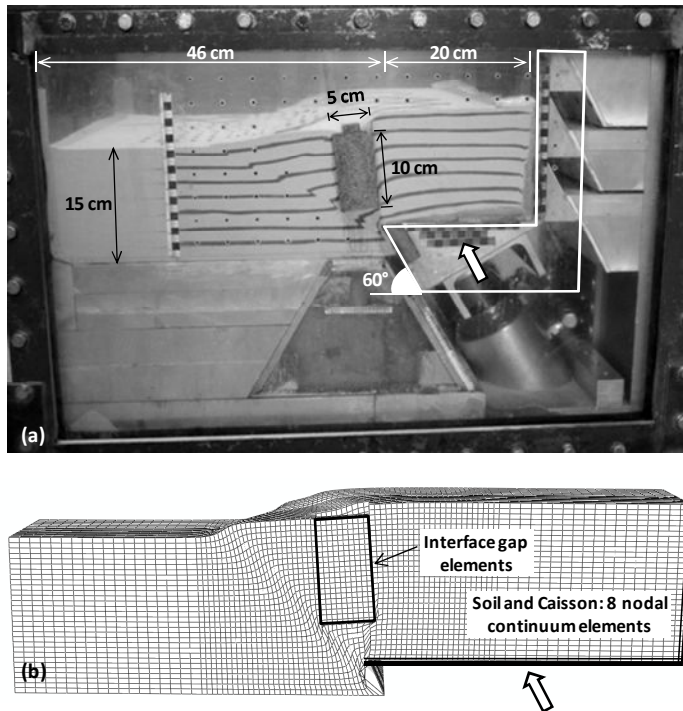 46 cm
20 cm
5 cm
10 cm
15 cm
60°
(a)
Interface gap
elements
Soil and Caisson: 8 nodal
continuum elements
(b)